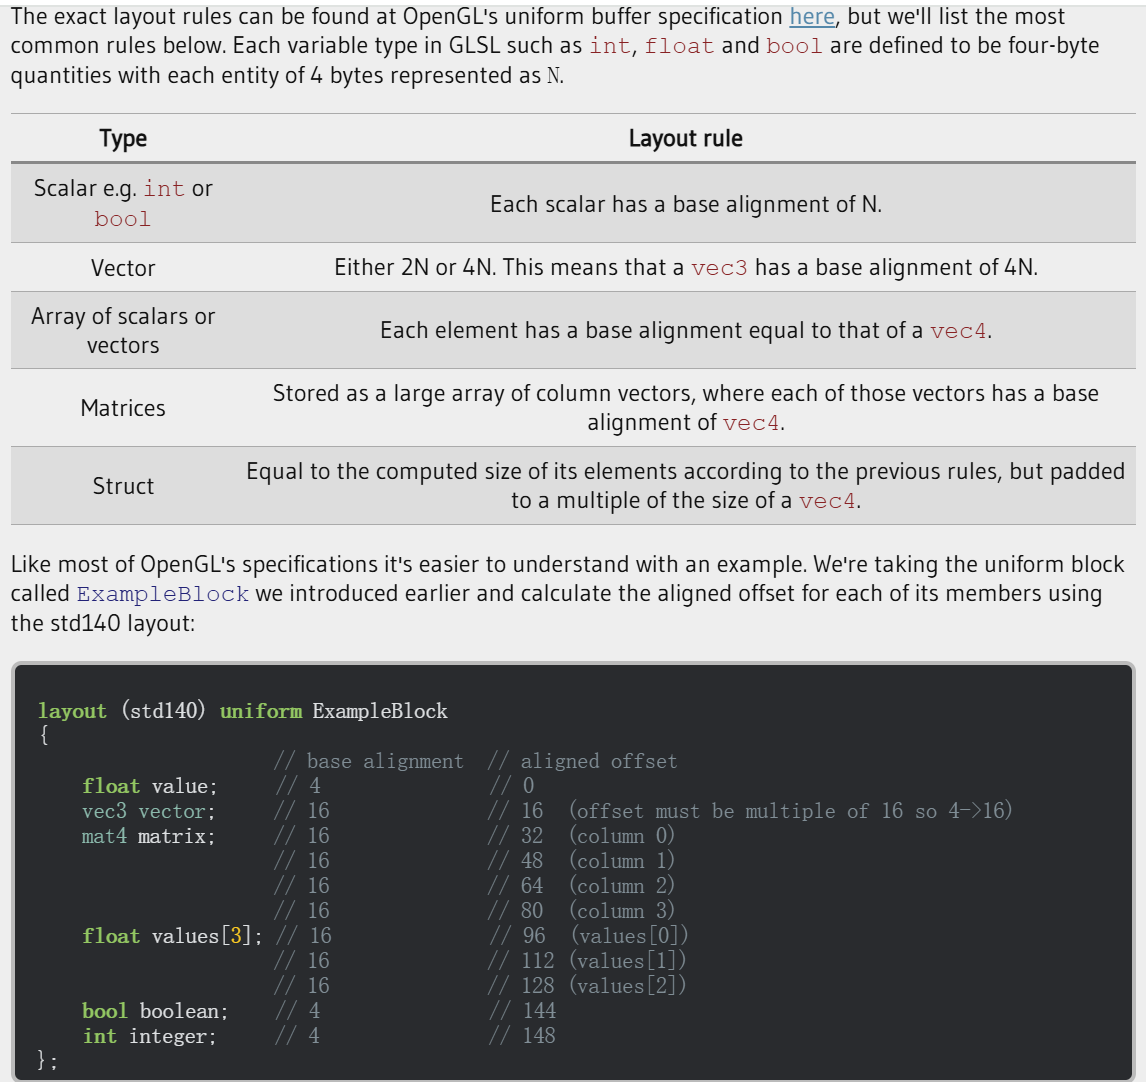 The exact layout rules can be found at OpenGL's uniform buffer specification here, but we'll list the most
common rules below. Each variable type in GLSL such as int, float and bool are defined to be four-byte
quantities with each entity of 4 bytes represented as N.
Type Layout rule
Scalar e.g. int or
bool
Each scalar has a base alignment of N.
Vector Either 2N or 4N. This means that a vec3 has a base alignment of 4N.
Array of scalars or
vectors
Each element has a base alignment equal to that of a vec4.
Matrices
Stored as a large array of column vectors, where each of those vectors has a base
alignment of vec4.
Struct
Equal to the computed size of its elements according to the previous rules, but padded
to a multiple of the size of a vec4.
Like most of OpenGL's specifications it's easier to understand with an example. We're taking the uniform block
called ExampleBlock we introduced earlier and calculate the aligned offset for each of its members using
the std140 layout:
layout (std140) uniform ExampleBlock
{
// base alignment // aligned offset
float value; // 4 // 0
vec3 vector; // 16 // 16 (offset must be multiple of 16 so 4->16)
mat4 matrix; // 16 // 32 (column 0)
// 16 // 48 (column 1)
// 16 // 64 (column 2)
// 16 // 80 (column 3)
float values[3]; // 16 // 96 (values[0])
// 16 // 112 (values[1])
// 16 // 128 (values[2])
bool boolean; // 4 // 144
int integer; // 4 // 148
};